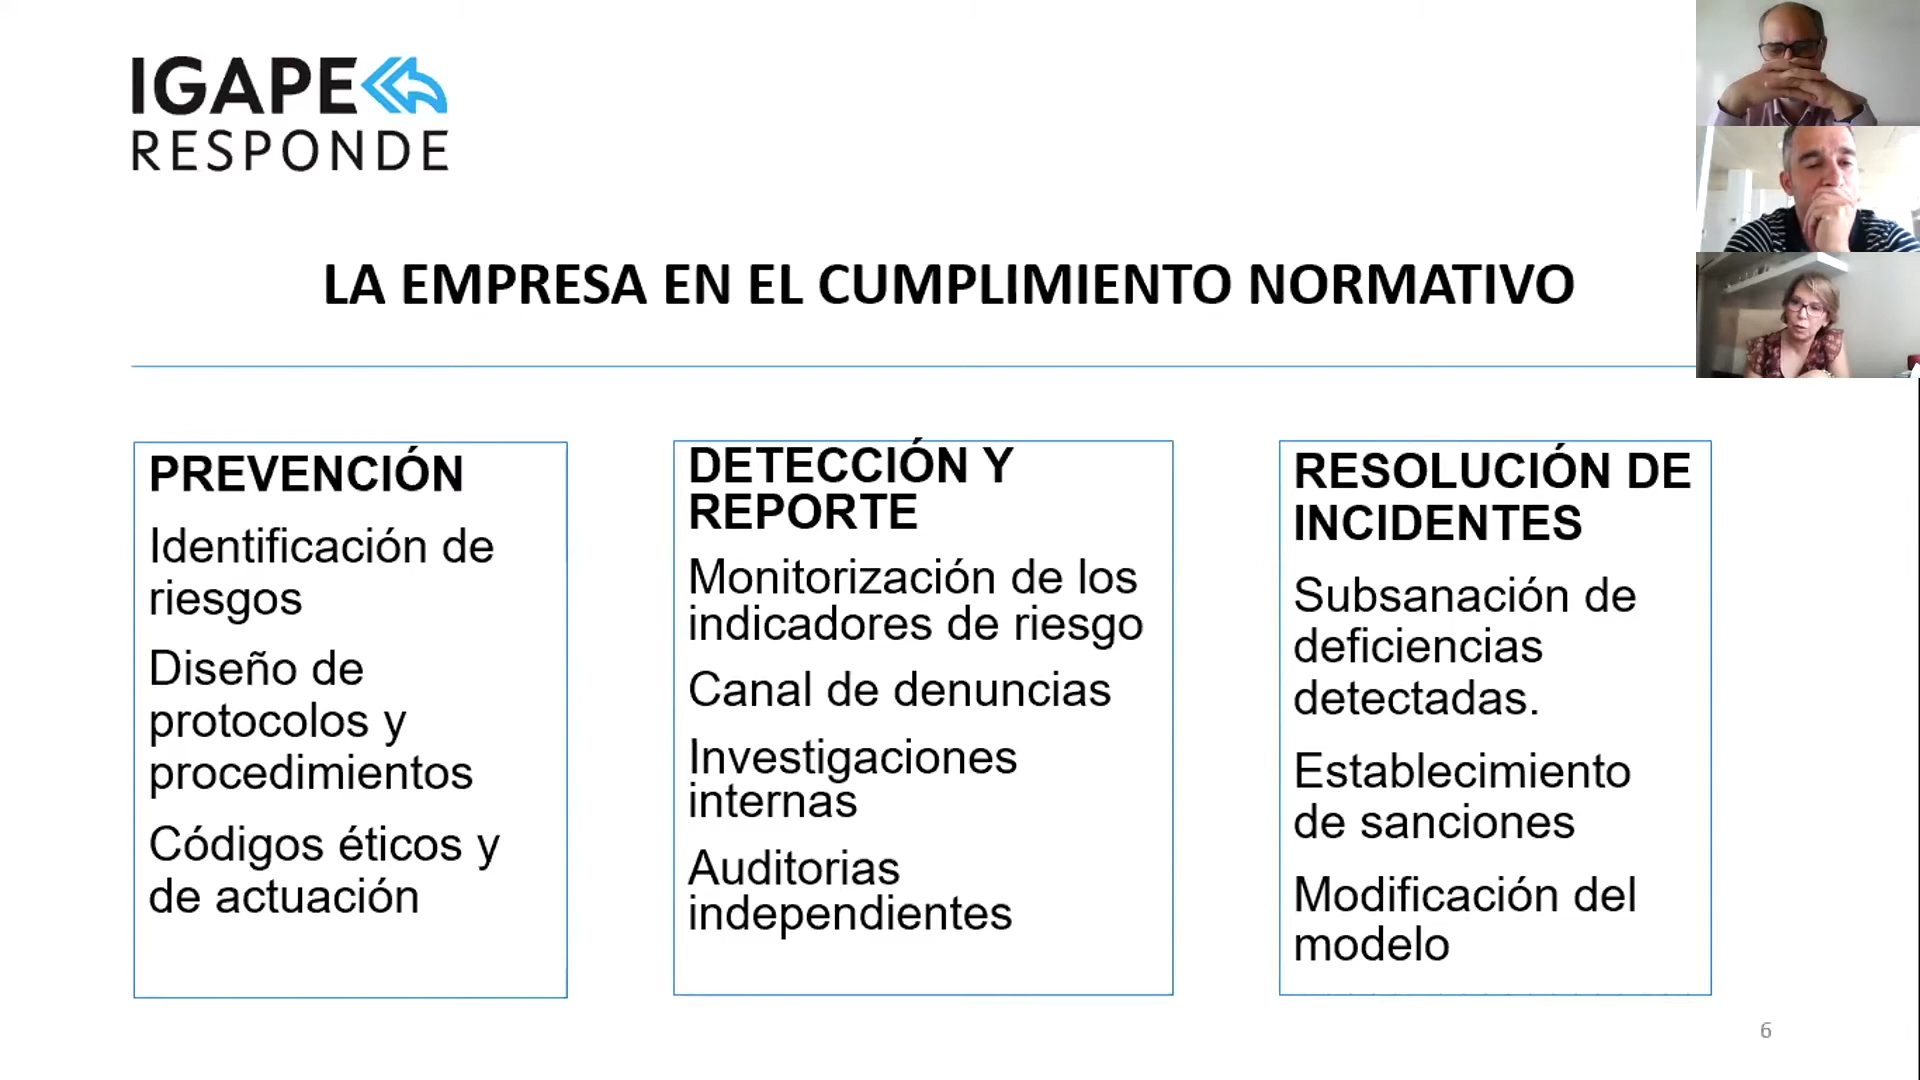 IGAPE
RESPONDE
LA EMPRESA EN EL CUMPLIMIENTO NORMATIVO
PREVENCIÓN
Identificación de
riesgos
Diseño de
protocolos y
procedimientos
Códigos éticos y
de actuación
DETECCIÓN Y
REPORTE
Monitorización de los
indicadores de riesgo
Canal de denuncias
Investigaciones
internas
Auditorias
independientes
RESOLUCIÓN DE
INCIDENTES
Subsanación de
deficiencias
detectadas.
Establecimiento
de sanciones
Modificación del
modelo
6